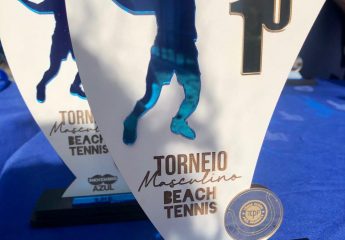 1º
TORNEIO
Masculino
BEACH
TENNIS
TORNEIO
Masculino
BEACH
TENNIS
AZUL